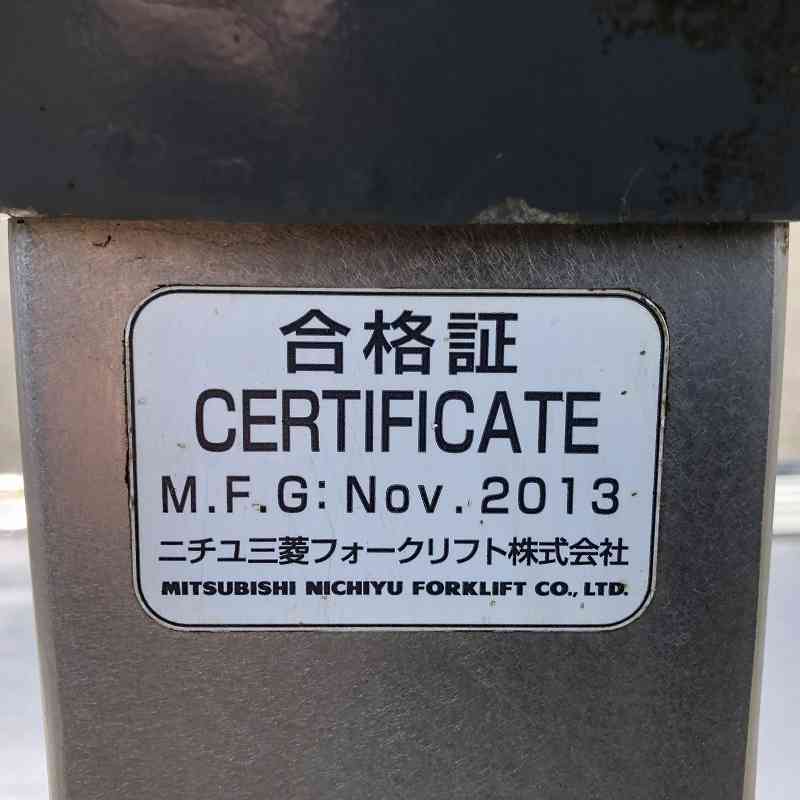 合格証
CERTIFICATE
M.F.G: Nov. 2013
ニチユ三菱フォークリフト株式会社
MITSUBISHI NICHIYU FORKLIFT CO., LTD.